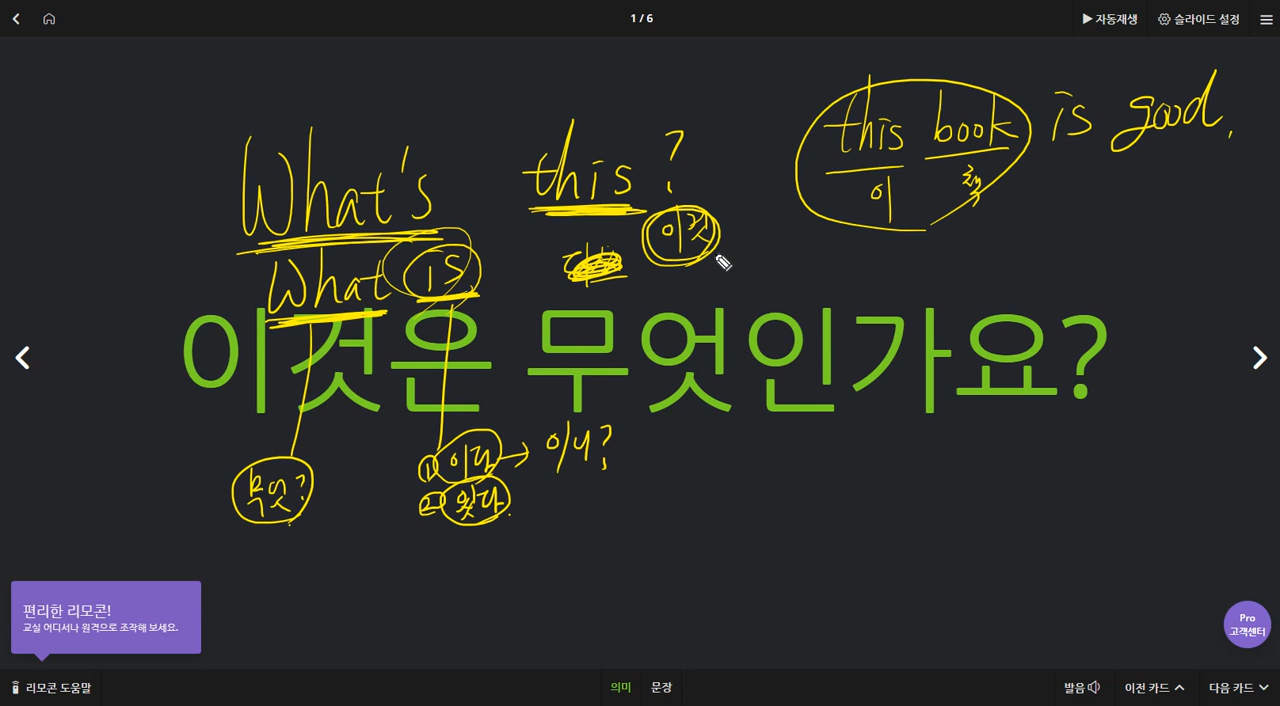 1 / 6
자동재생
슬라이드 설정
this book is good.
이 책
What's this?
이것
What is
이것은 무엇인가요?
무엇?
① 이다 → 이니?
② 있다.
편리한 리모콘!
교실 어디서나 원격으로 조작해 보세요.
Pro
고객센터
리모콘 도움말
의미
문장
발음
이전 카드
다음 카드